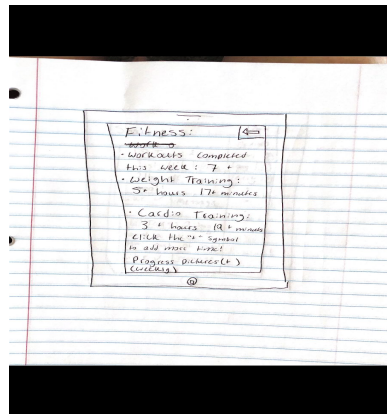 Fitness:
work o
• Workouts completed
this week: 7 +
• Weight Training:
5+ hours 17+ minutes
• Cardio Training:
3 + hours 19 + minutes
click the "+" symbol
to add more time!
Progress pictures (+)
(weekly)